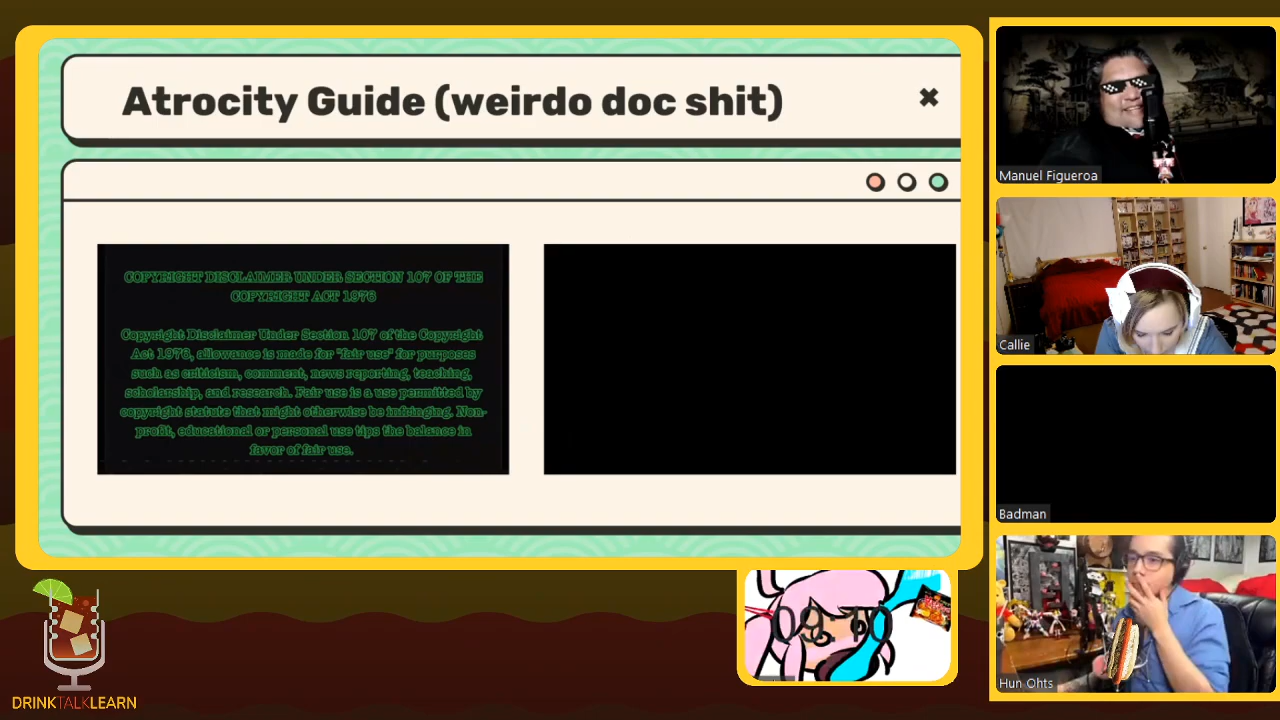 Atrocity Guide (weirdo doc shit)
COPYRIGHT DISCLAIMER UNDER SECTION 107 OF THE
COPYRIGHT ACT 1976
Copyright Disclaimer Under Section 107 of the Copyright
Act 1976, allowance is made for "fair use" for purposes
such as criticism, comment, news reporting, teaching,
scholarship, and research. Fair use is a use permitted by
copyright statute that might otherwise be infringing. Non-
profit, educational or personal use tips the balance in
favor of fair use.
Manuel Figueroa
Callie
Badman
Hun Ohts
DRINKTALKLEARN